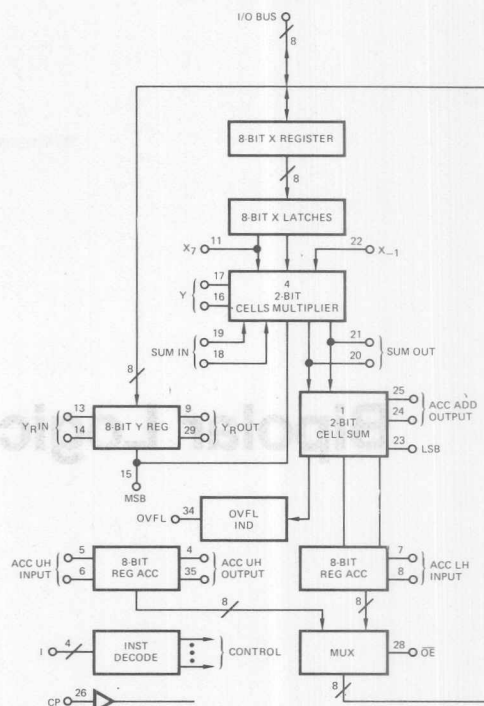 I/O BUS
8
8-BIT X REGISTER
8
8-BIT X LATCHES
X7 11
22 X−1
Y 17
16
4
2-BIT
CELLS MULTIPLIER
SUM IN 19
18
21
20 SUM OUT
8
YRIN 13
14
8-BIT Y REG
9
29 YROUT
15
MSB
1
2-BIT
CELL SUM
25
24
ACC ADD
OUTPUT
23 LSB
Bipolar Logic
OVFL 34
OVFL
IND
ACC UH
INPUT
5
6
8-BIT
REG ACC
4
35
ACC UH
OUTPUT
8-BIT
REG ACC
7
8
ACC LH
INPUT
8
8
I 4
INST
DECODE
CONTROL
MUX
28 OE
CP 26
8